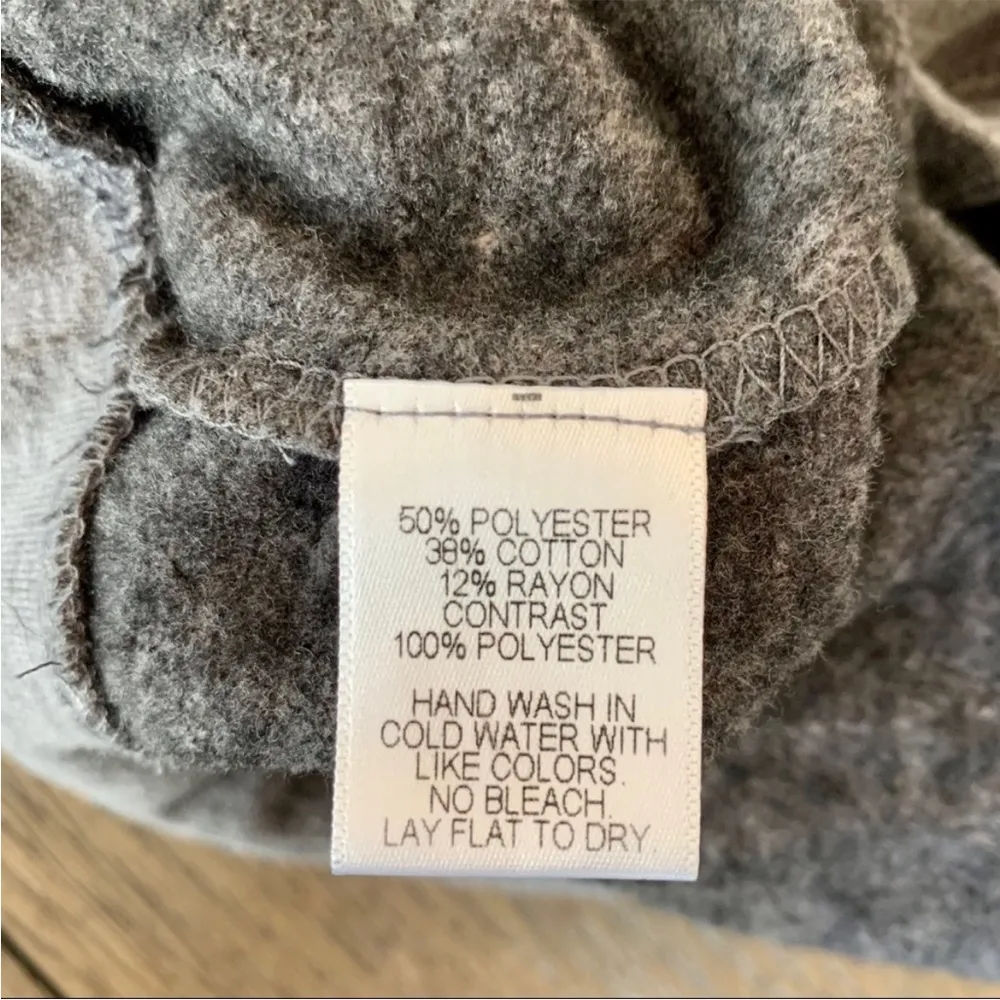 50% POLYESTER
38% COTTON
12% RAYON
CONTRAST
100% POLYESTER
HAND WASH IN
COLD WATER WITH
LIKE COLORS.
NO BLEACH.
LAY FLAT TO DRY.